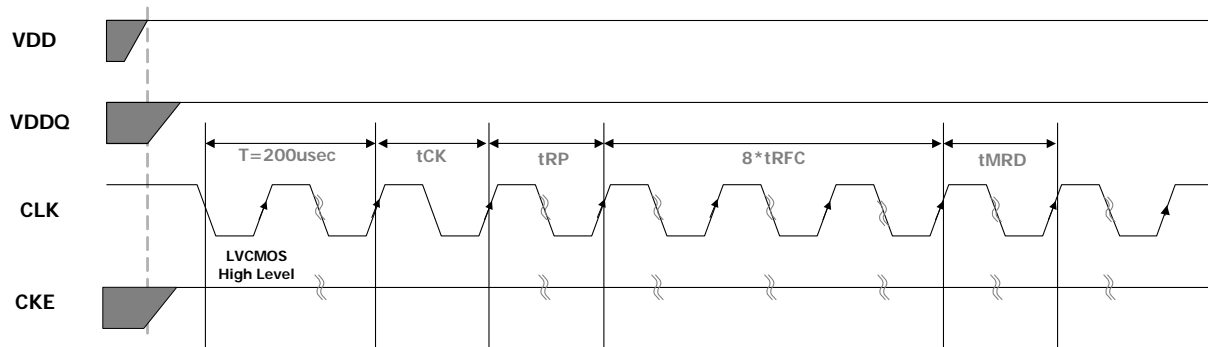 VDD
VDDQ
T=200usec tCK tRP 8*tRFC tMRD
CLK
LVCMOS
High Level
CKE